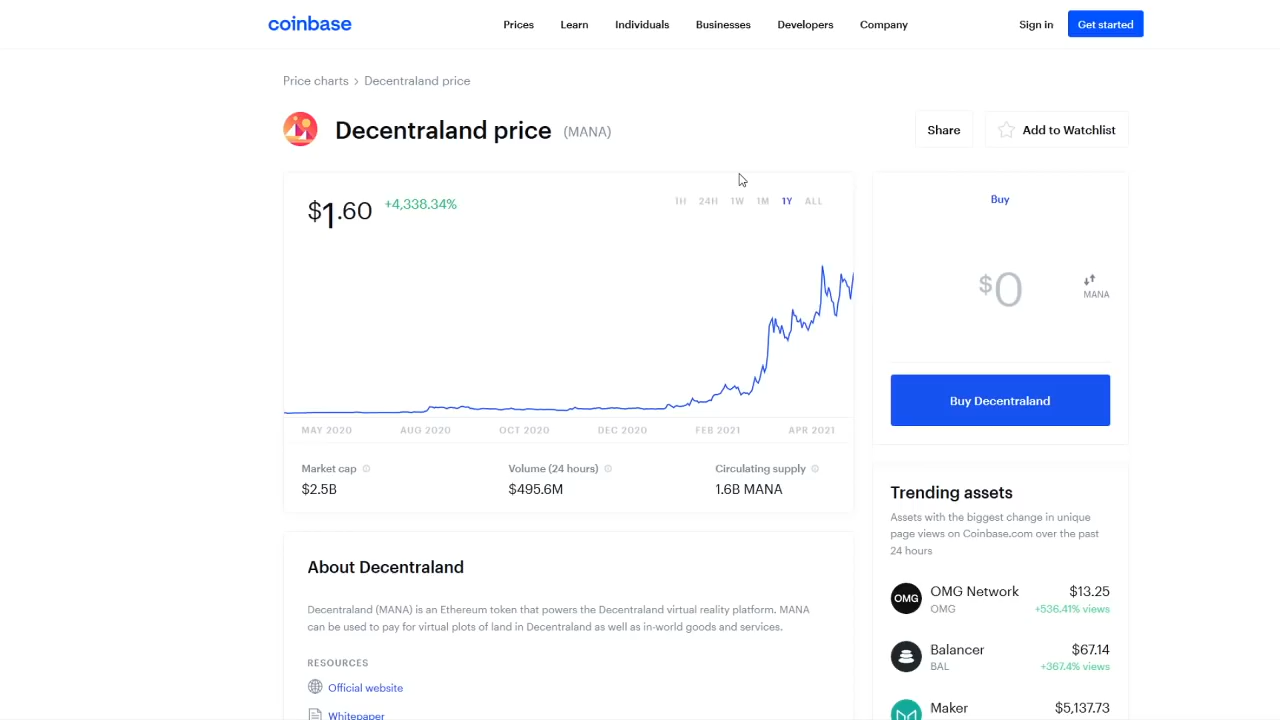 coinbase
Prices
Learn
Individuals
Businesses
Developers
Company
Sign in
Get started
Price charts › Decentraland price
Decentraland price (MANA)
Share
Add to Watchlist
$1.60 +4,338.34%
1H 24H 1W 1M 1Y ALL
MAY 2020 AUG 2020 OCT 2020 DEC 2020 FEB 2021 APR 2021
Market cap
$2.5B
Volume (24 hours)
$495.6M
Circulating supply
1.6B MANA
Buy
$0
MANA
Buy Decentraland
About Decentraland
Decentraland (MANA) is an Ethereum token that powers the Decentraland virtual reality platform. MANA
can be used to pay for virtual plots of land in Decentraland as well as in-world goods and services.
RESOURCES
Official website
Whitepaper
Trending assets
Assets with the biggest change in unique
page views on Coinbase.com over the past
24 hours
OMG
OMG Network $13.25
OMG +536.41% views
Balancer $67.14
BAL +367.4% views
Maker $5,137.73